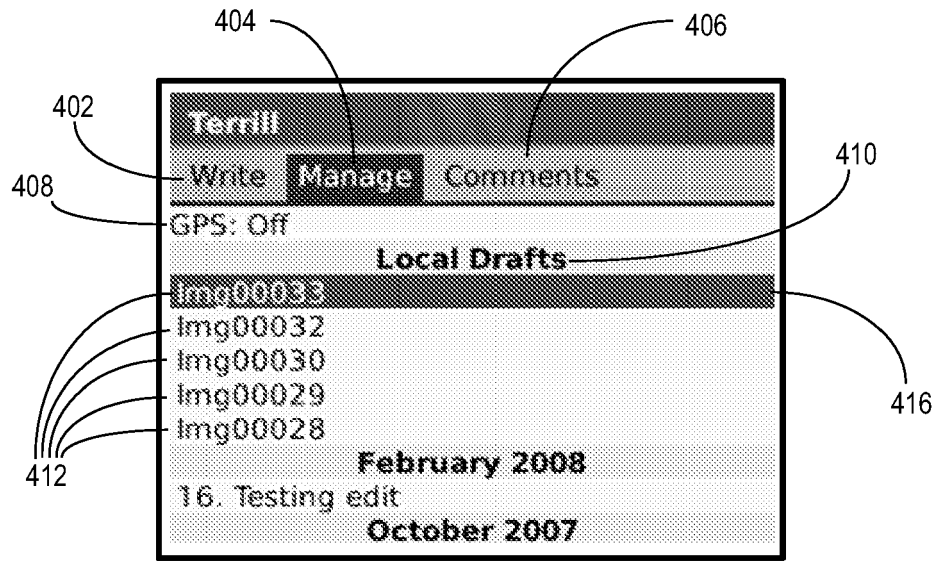 404 406
402
Terrill
410
Write Manage Comments
408
GPS: Off
Local Drafts
Img00033
Img00032
Img00030
Img00029
416
Img00028
412
February 2008
16. Testing edit
October 2007